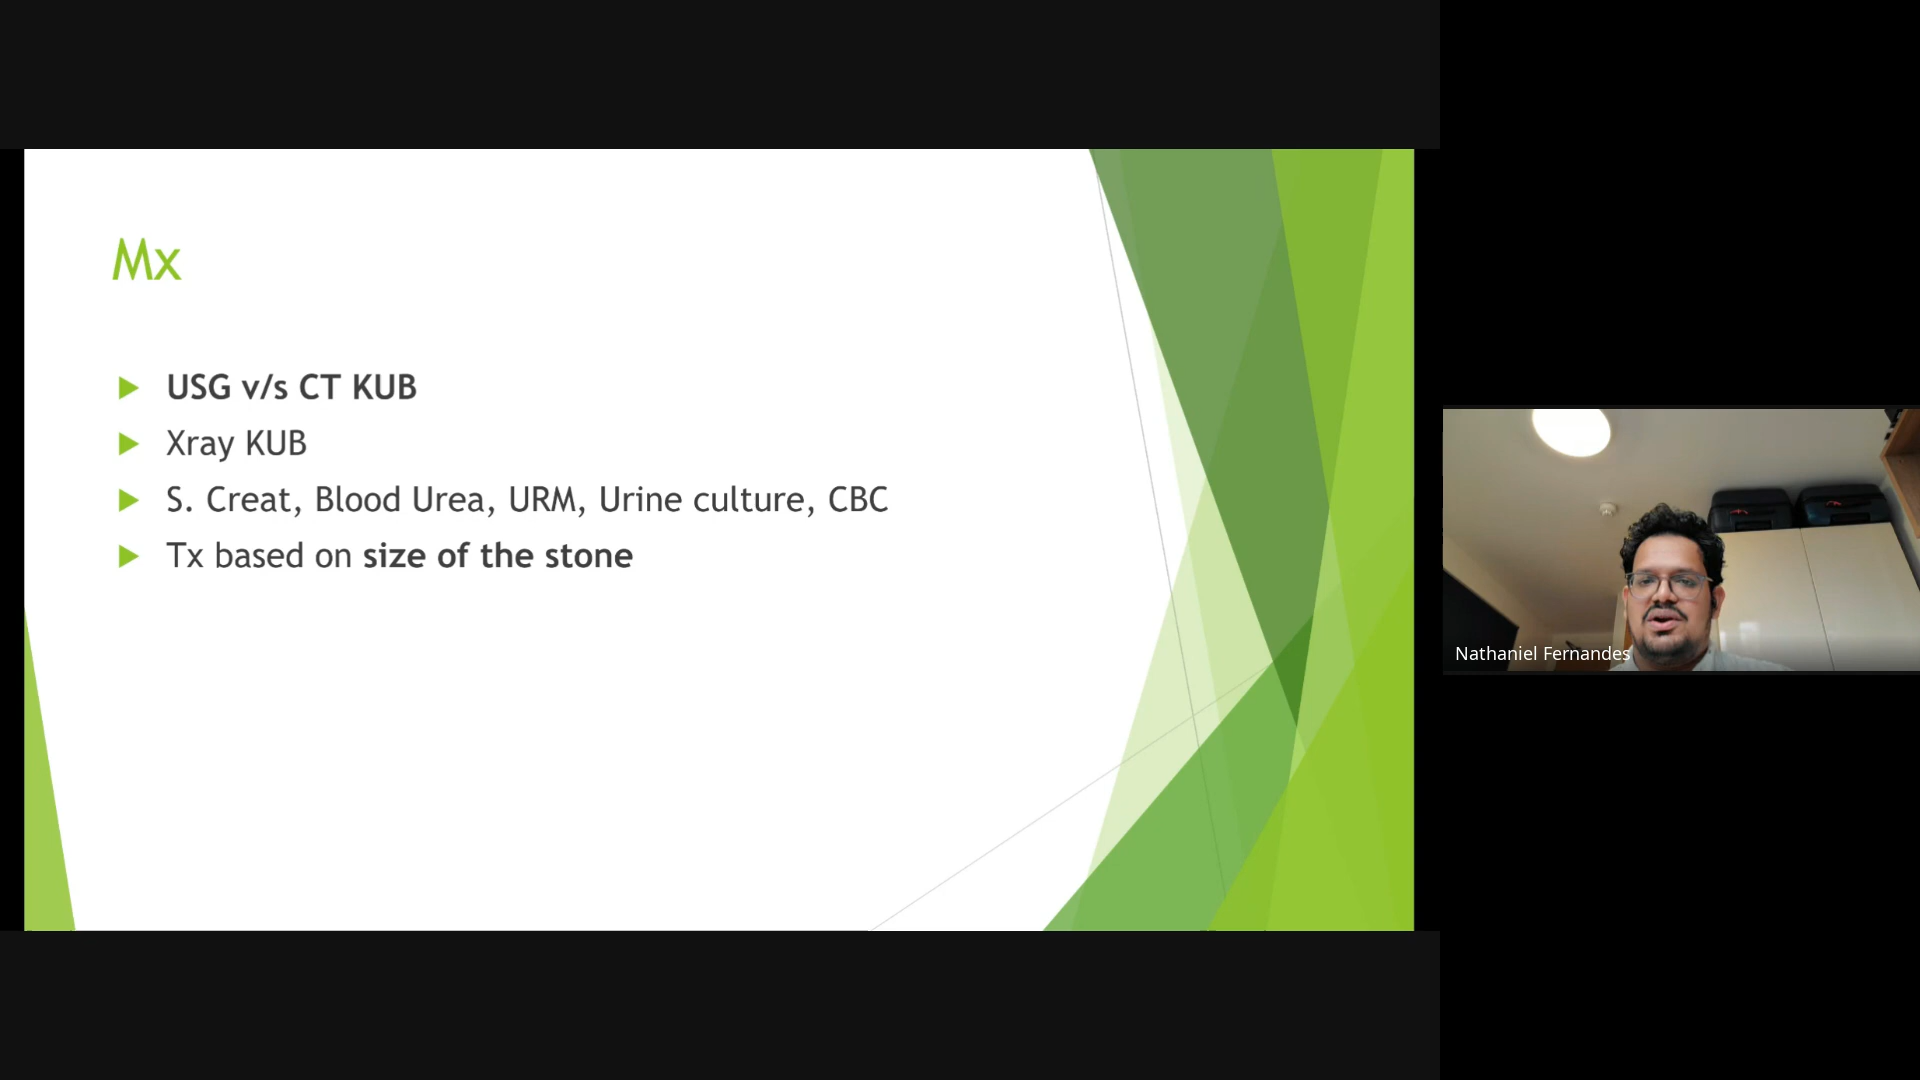 Mx
USG v/s CT KUB
Xray KUB
S. Creat, Blood Urea, URM, Urine culture, CBC
Tx based on size of the stone
Nathaniel Fernandes